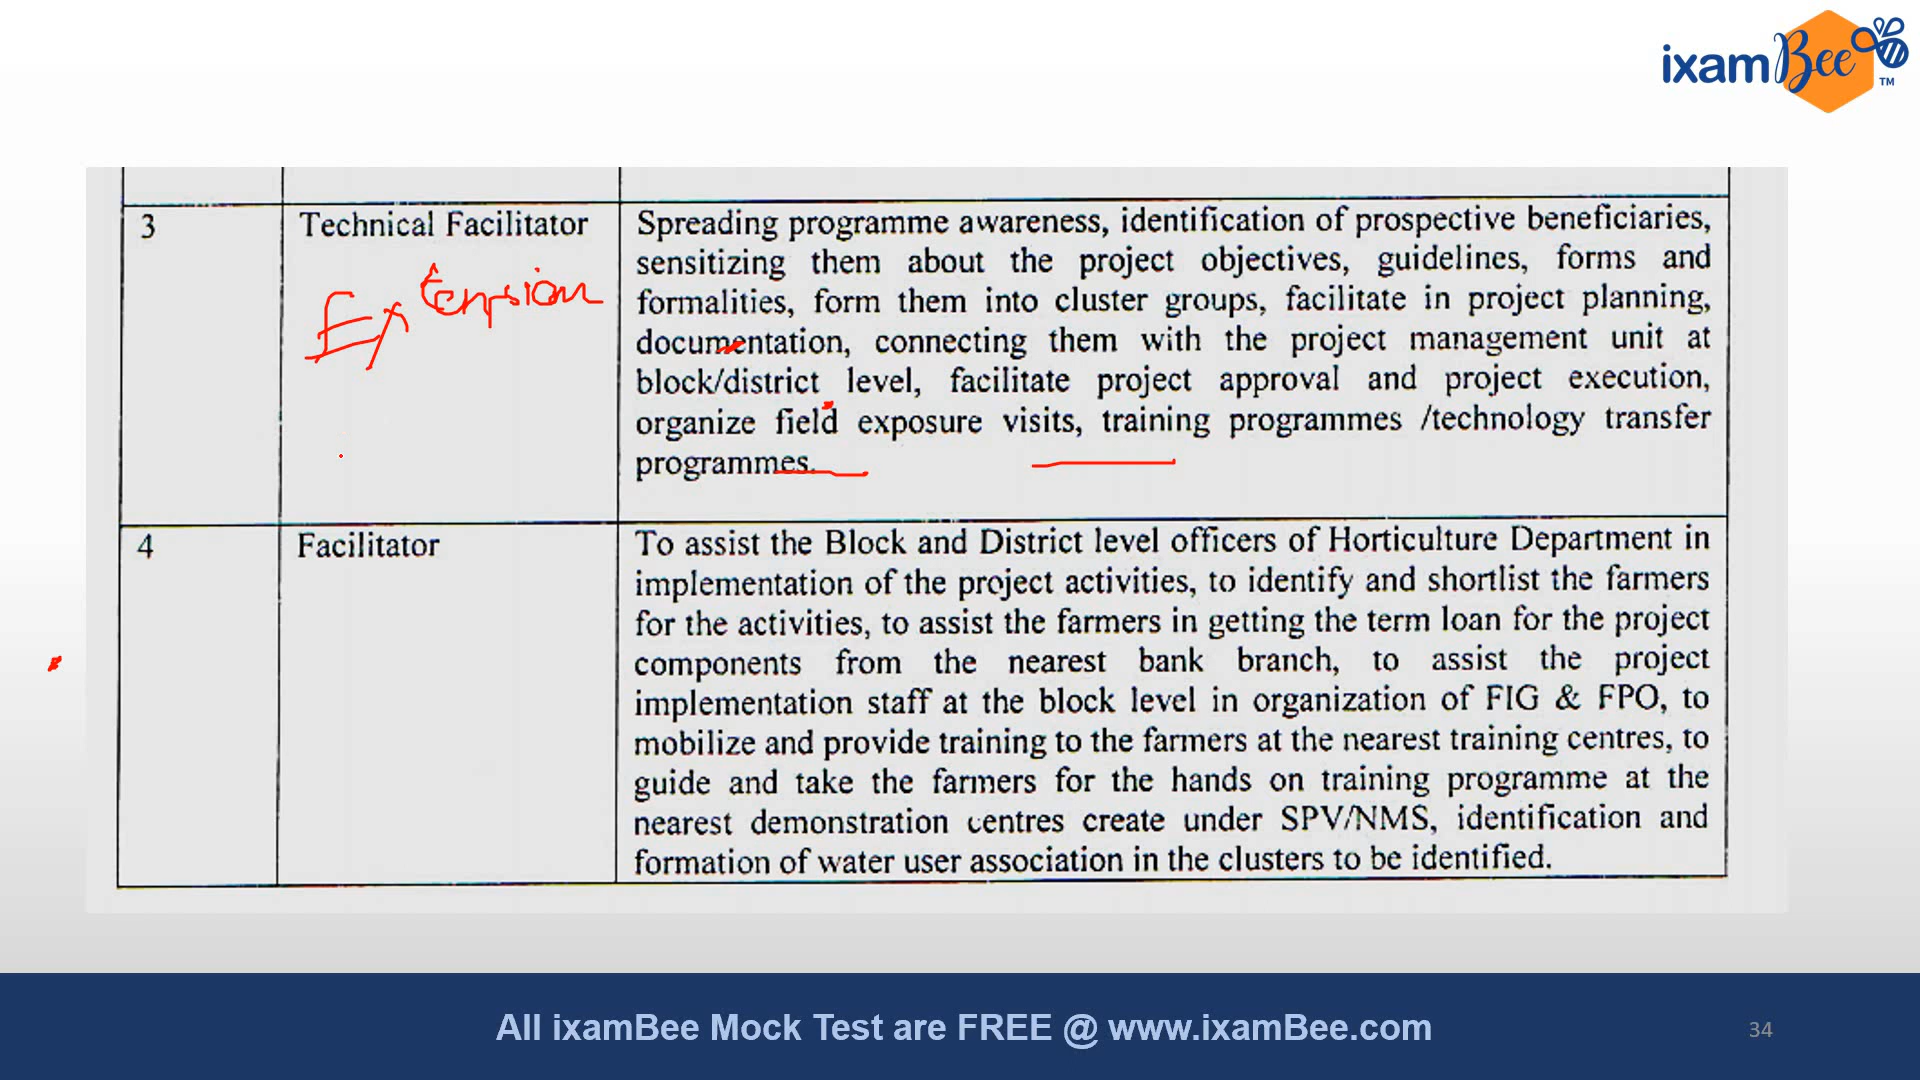 ixamBee
TM
3
Technical Facilitator
Extension
Spreading programme awareness, identification of prospective beneficiaries,
sensitizing them about the project objectives, guidelines, forms and
formalities, form them into cluster groups, facilitate in project planning,
documentation, connecting them with the project management unit at
block/district level, facilitate project approval and project execution,
organize field exposure visits, training programmes /technology transfer
programmes.
4
Facilitator
To assist the Block and District level officers of Horticulture Department in
implementation of the project activities, to identify and shortlist the farmers
for the activities, to assist the farmers in getting the term loan for the project
components from the nearest bank branch, to assist the project
implementation staff at the block level in organization of FIG & FPO, to
mobilize and provide training to the farmers at the nearest training centres, to
guide and take the farmers for the hands on training programme at the
nearest demonstration centres create under SPV/NMS, identification and
formation of water user association in the clusters to be identified.
All ixamBee Mock Test are FREE @ www.ixamBee.com
34